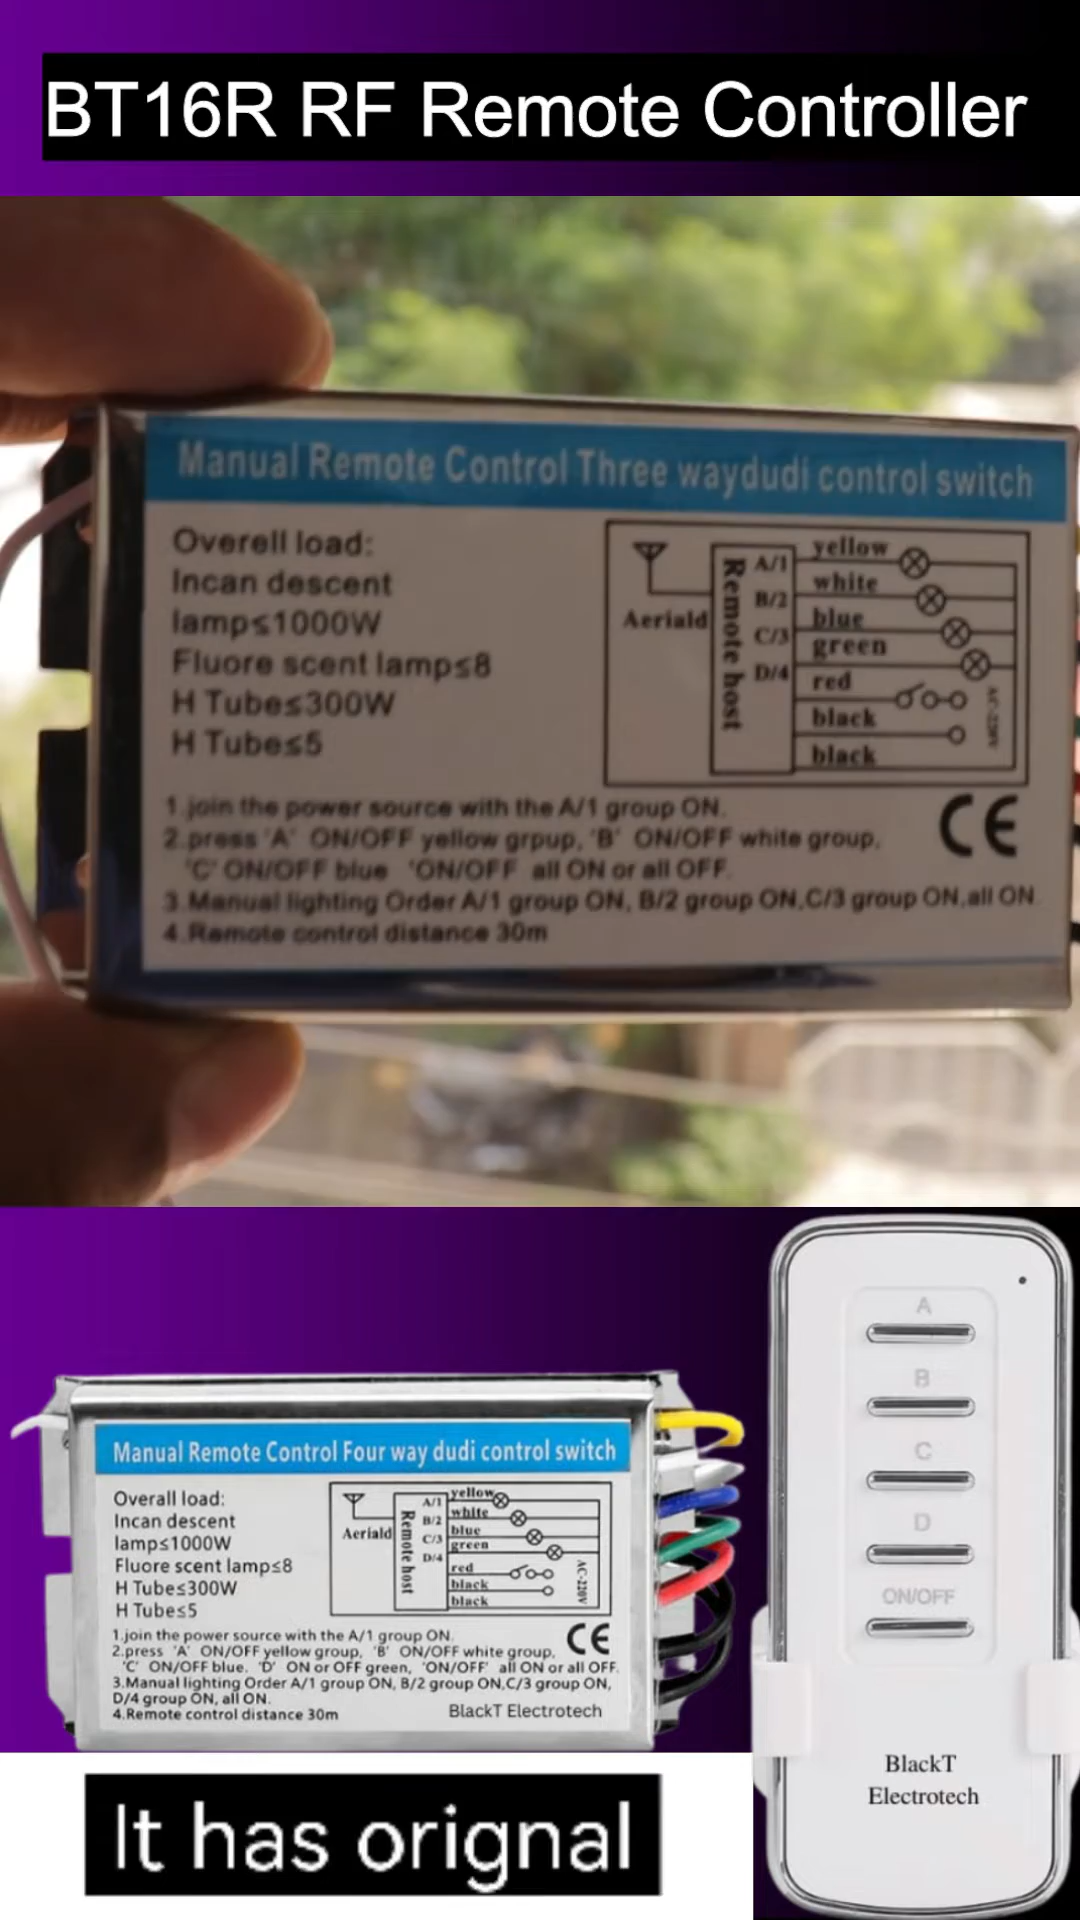 BT16R RF Remote Controller
Manual Remote Control Three waydudi control switch
Overell load:
Incan descent
lamp≤1000W
Fluore scent lamp≤8
H Tube≤300W
H Tube≤5
Aeriald
Remote host
A/1
B/2
C/3
D/4
yellow
white
blue
green
red
black
black
AC-220V
1.join the power source with the A/1 group ON.
2.press 'A' ON/OFF yellow grpup, 'B' ON/OFF white group,
'C' ON/OFF blue 'ON/OFF all ON or all OFF.
3.Manual lighting Order A/1 group ON, B/2 group ON,C/3 group ON,all ON.
4.Remote control distance 30m
CE
Manual Remote Control Four way dudi control switch
Overall load:
Incan descent
lamp≤1000W
Fluore scent lamp≤8
H Tube≤300W
H Tube≤5
Aeriald
Remote host
A/1
B/2
C/3
D/4
yellow
white
blue
green
red
black
black
AC-220V
1.join the power source with the A/1 group ON.
2.press 'A' ON/OFF yellow group, 'B' ON/OFF white group,
'C' ON/OFF blue. 'D' ON or OFF green, 'ON/OFF' all ON or all OFF.
3.Manual lighting Order A/1 group ON, B/2 group ON,C/3 group ON,
D/4 group ON, all ON.
4.Remote control distance 30m
BlackT Electrotech
CE
A
B
C
D
ON/OFF
BlackT
Electrotech
It has orignal